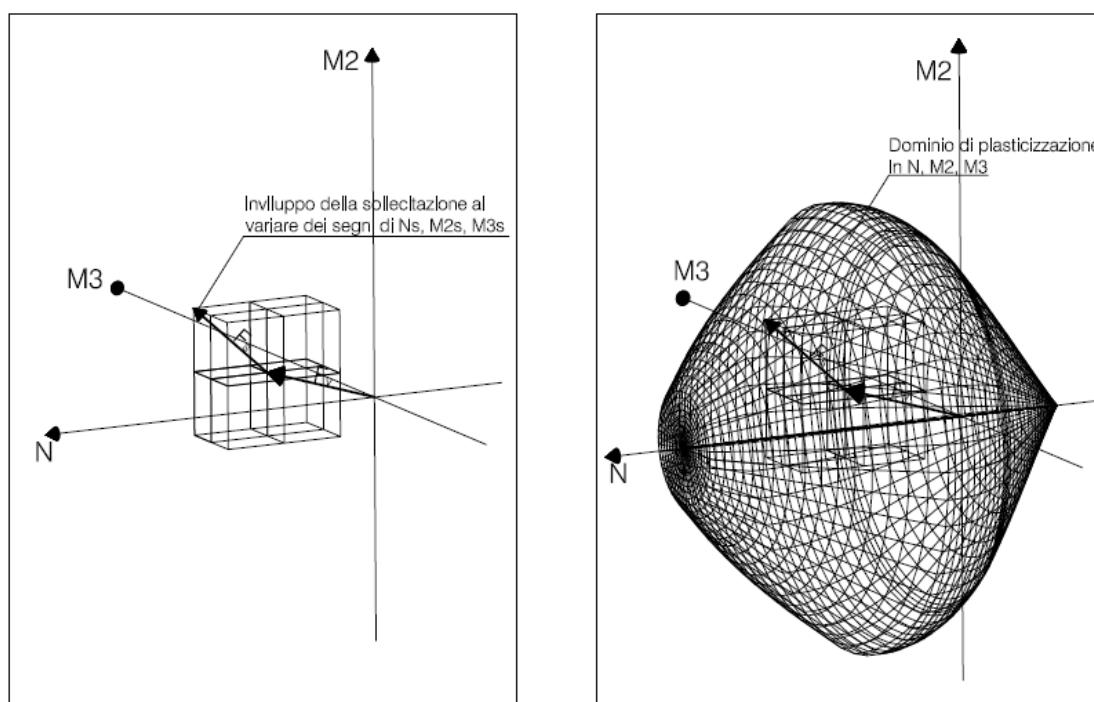 M2
Inviluppo della sollecitazione al
variare dei segni di Ns, M2s, M3s
M3
N
M2
Dominio di plasticizzazione
In N, M2, M3
M3
N